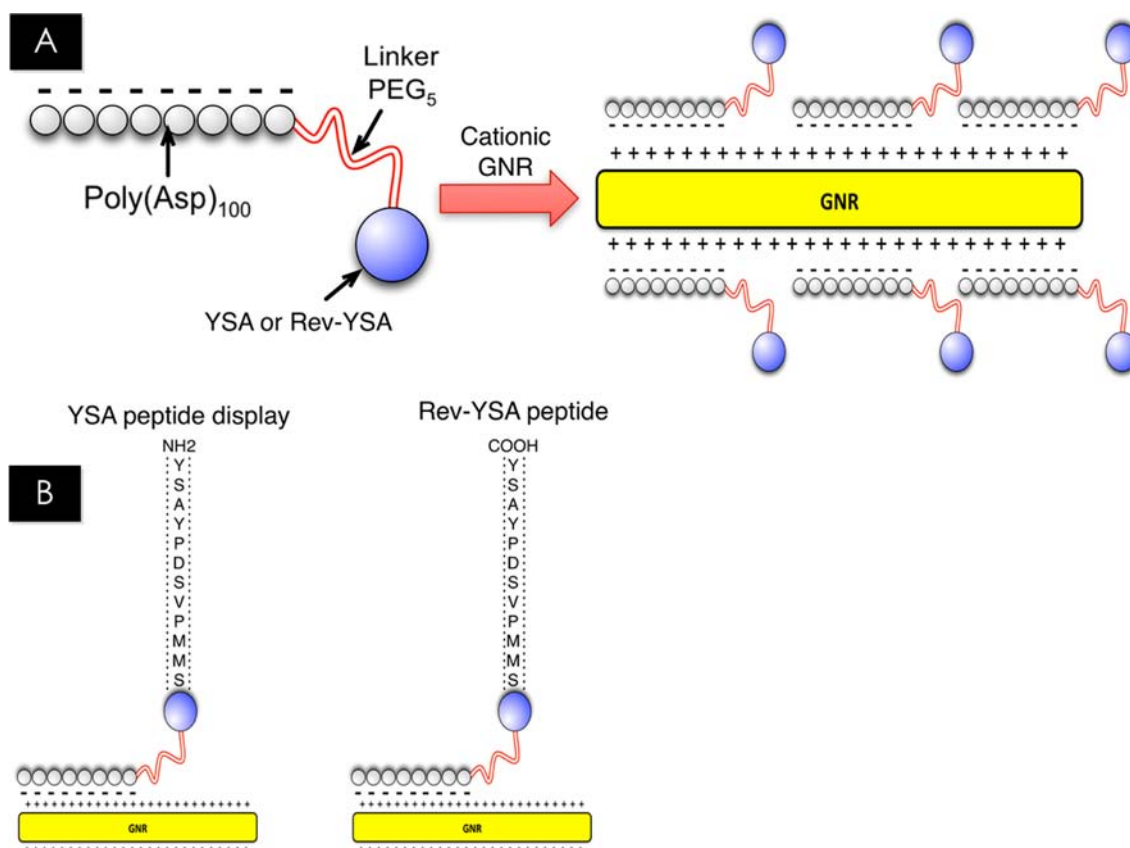 A
Linker
PEG5
Poly(Asp)100
YSA or Rev-YSA
Cationic
GNR
- - - - - - - -
+ + + + + + + + + + + + + + + + + + + + + +
GNR
+ + + + + + + + + + + + + + + + + + + + + +
B
YSA peptide display
NH2
Y
S
A
Y
P
D
S
V
P
M
M
S
GNR
Rev-YSA peptide
COOH
Y
S
A
Y
P
D
S
V
P
M
M
S
GNR